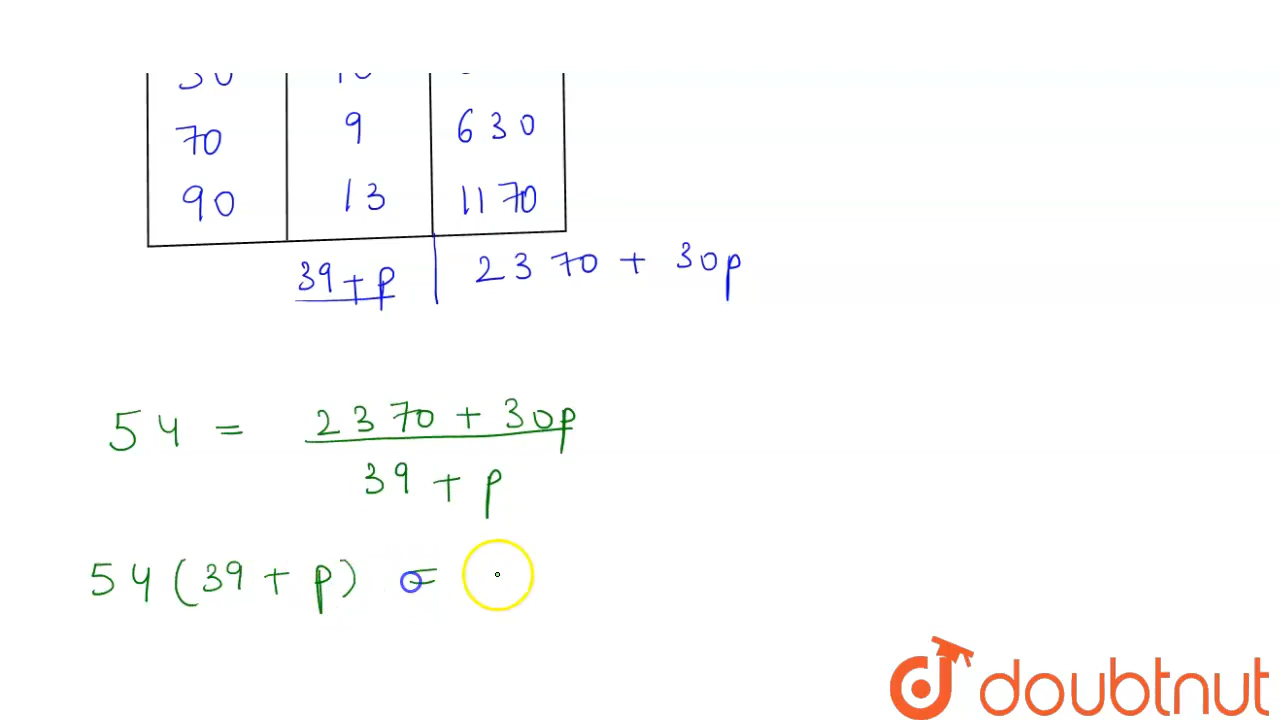 70 9 630
90 13 1170
39 + p 2370 + 30p
54 = 2370 + 30p
39 + p
54 (39 + p) =
doubtnut